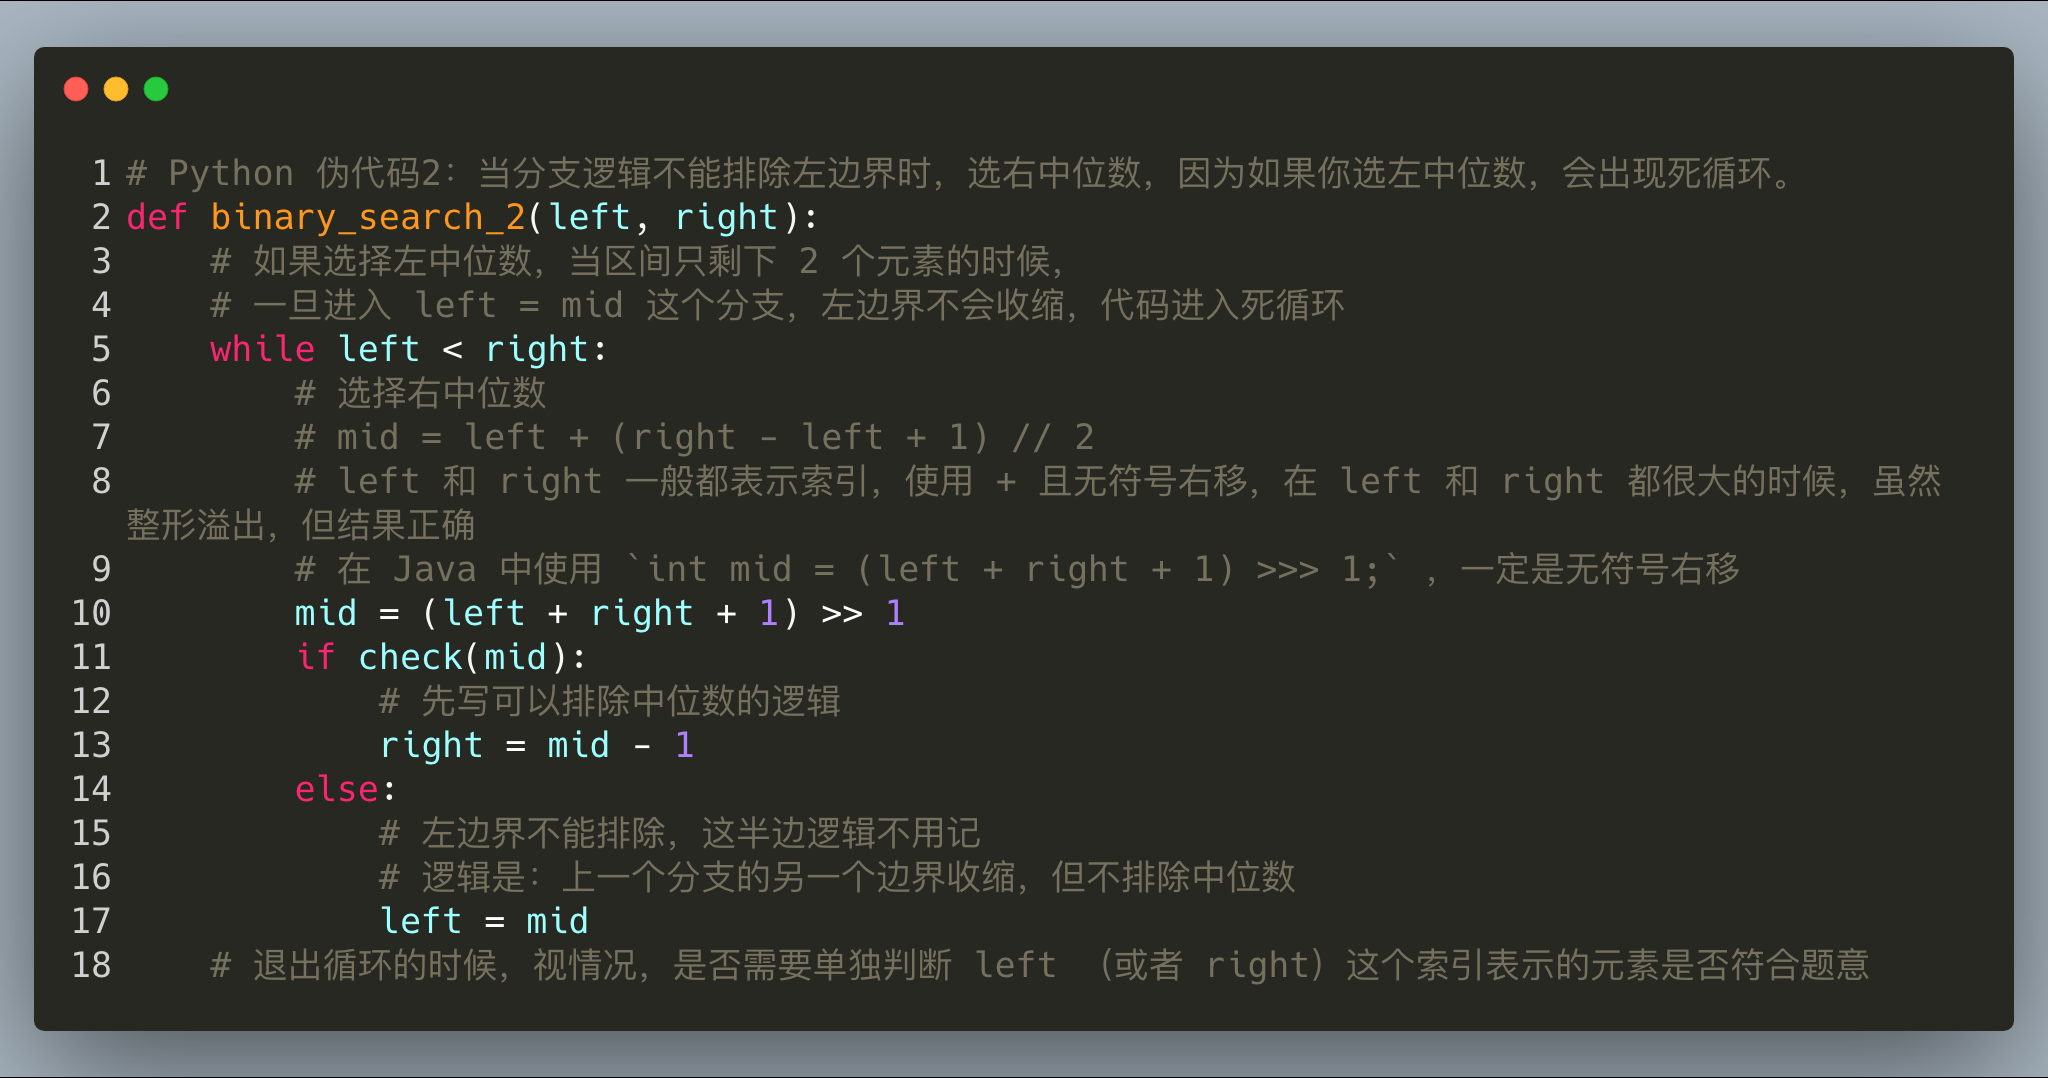 1 # Python 伪代码2：当分支逻辑不能排除左边界时，选右中位数，因为如果你选左中位数，会出现死循环。
2 def binary_search_2(left, right):
3     # 如果选择左中位数，当区间只剩下 2 个元素的时候，
4     # 一旦进入 left = mid 这个分支，左边界不会收缩，代码进入死循环
5     while left < right:
6         # 选择右中位数
7         # mid = left + (right - left + 1) // 2
8         # left 和 right 一般都表示索引，使用 + 且无符号右移，在 left 和 right 都很大的时候，虽然
整形溢出，但结果正确
9         # 在 Java 中使用 `int mid = (left + right + 1) >>> 1;` ，一定是无符号右移
10         mid = (left + right + 1) >> 1
11         if check(mid):
12             # 先写可以排除中位数的逻辑
13             right = mid - 1
14         else:
15             # 左边界不能排除，这半边逻辑不用记
16             # 逻辑是：上一个分支的另一个边界收缩，但不排除中位数
17             left = mid
18     # 退出循环的时候，视情况，是否需要单独判断 left （或者 right）这个索引表示的元素是否符合题意